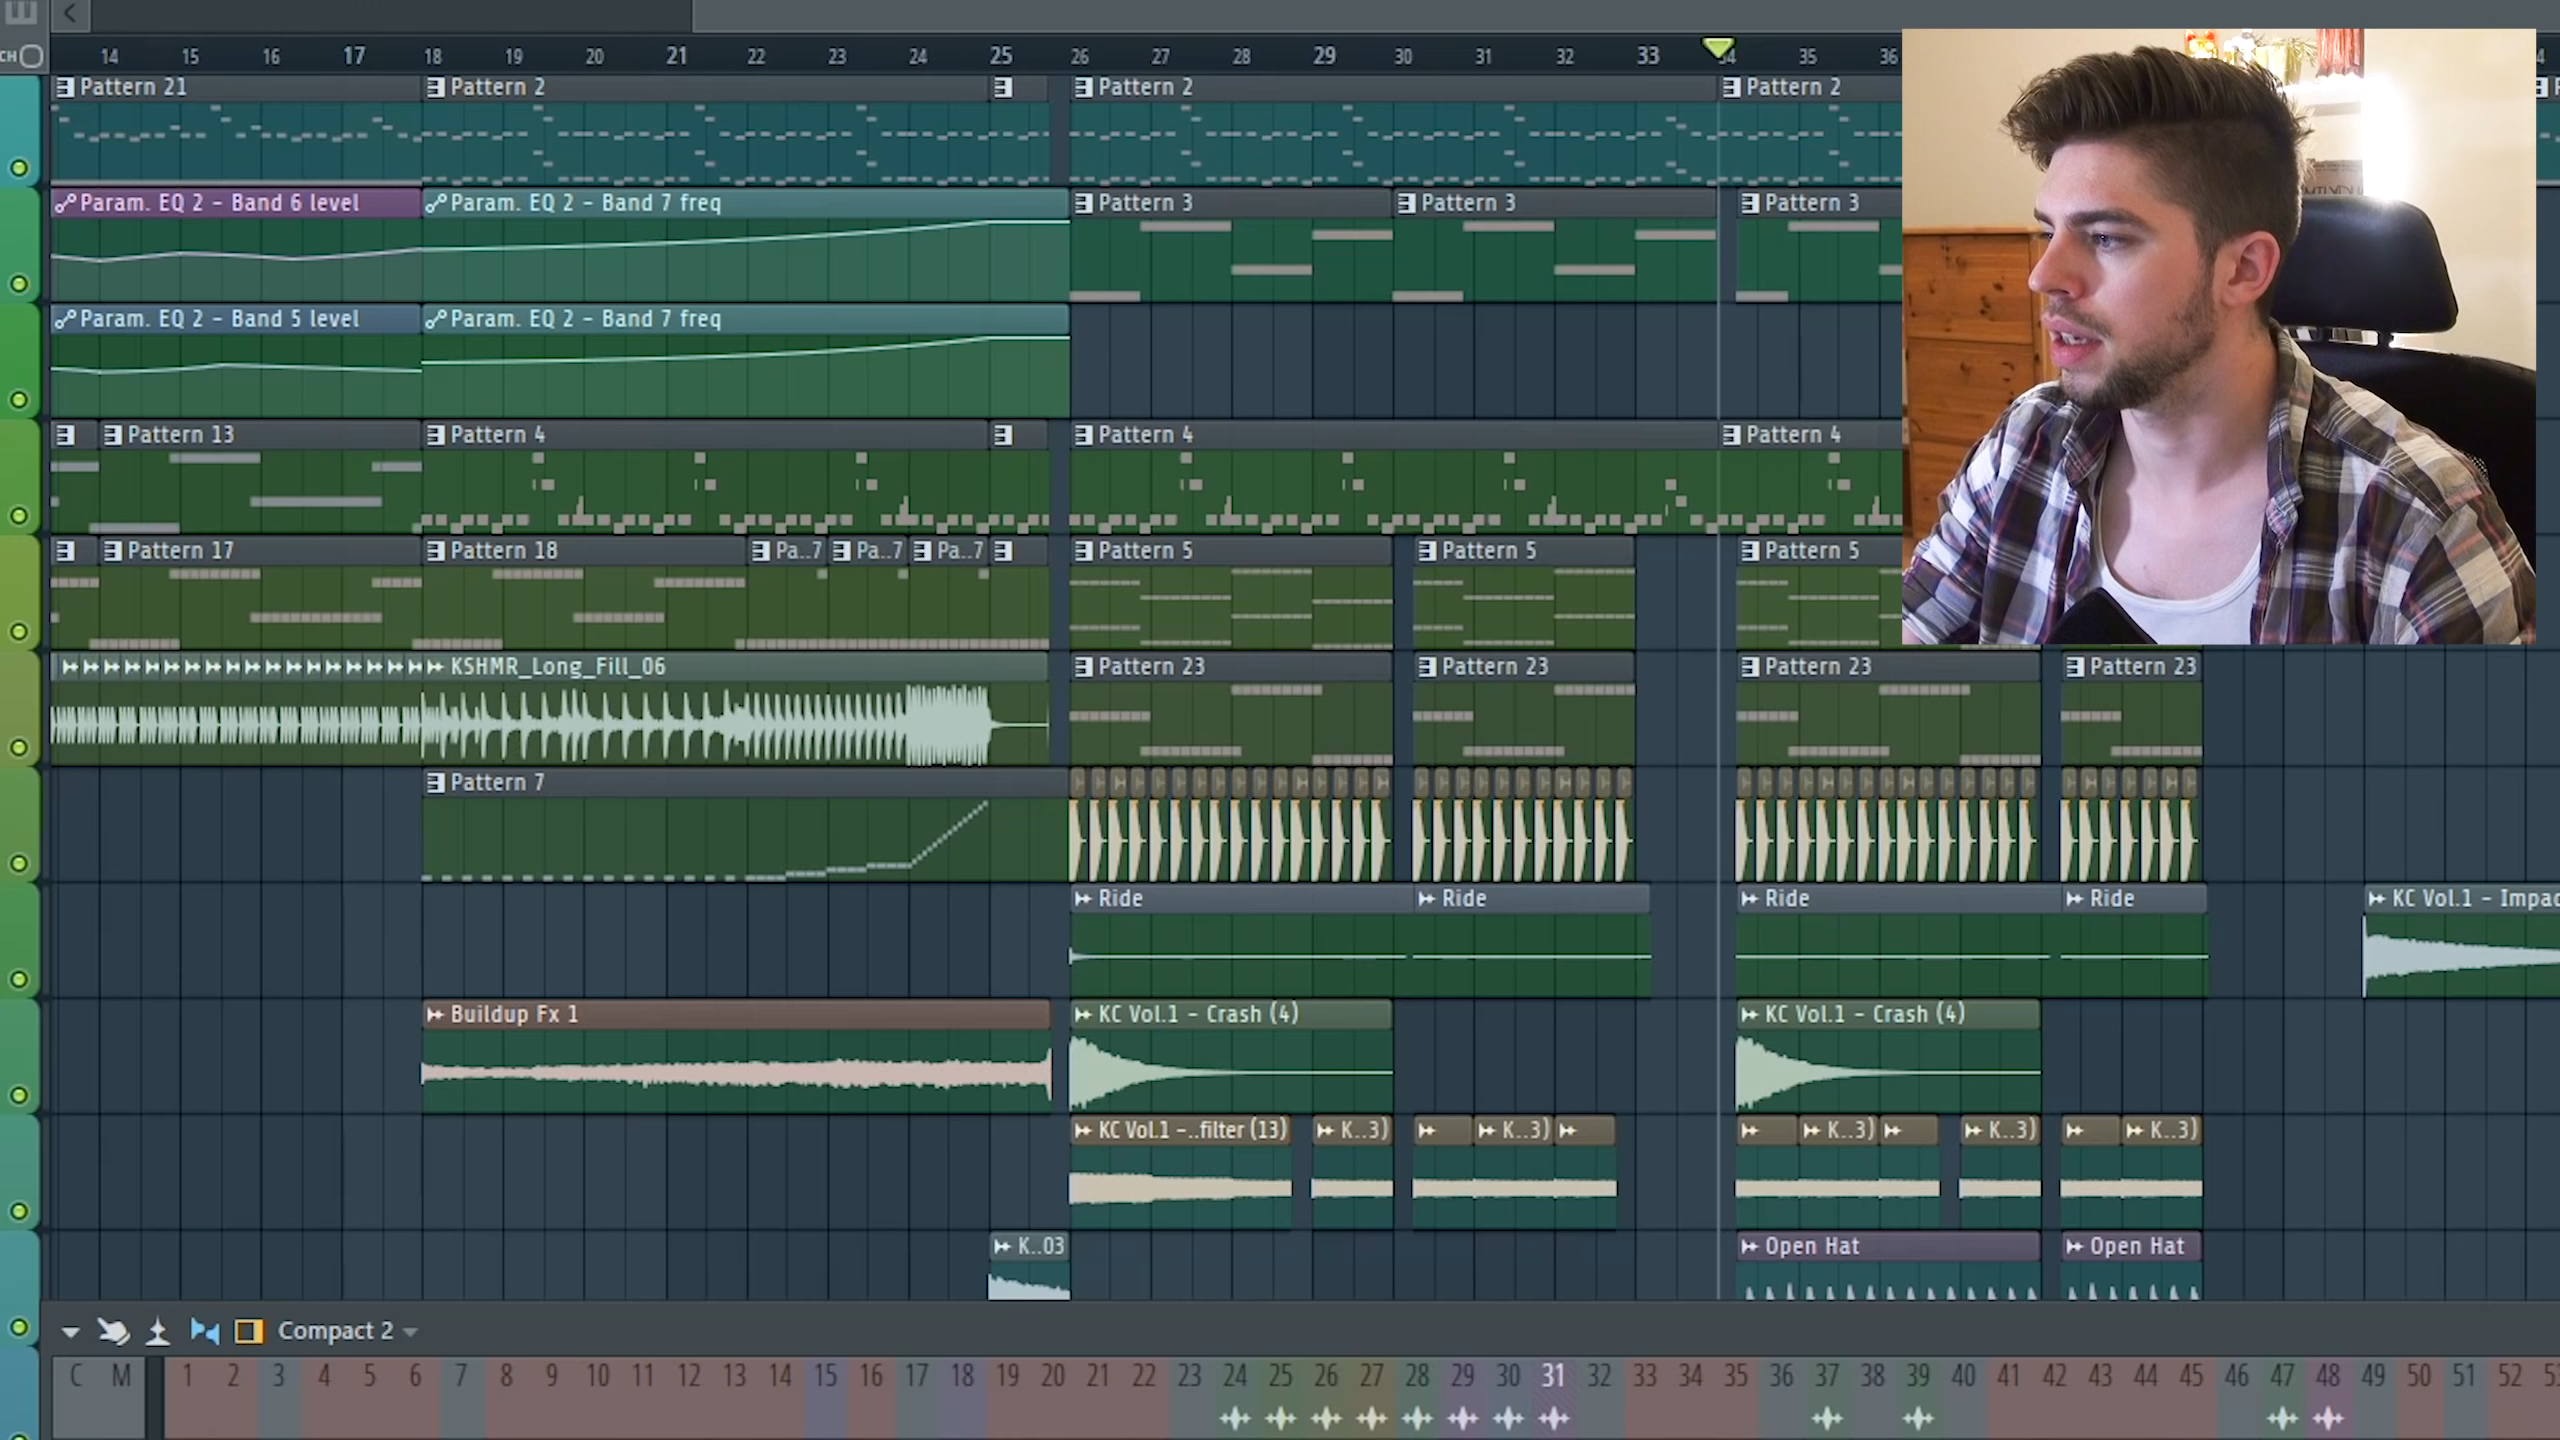 CH 14 15 16 17 18 19 20 21 22 23 24 25 26 27 28 29 30 31 32 33 34 35 36
Pattern 21 Pattern 2 Pattern 2 Pattern 2
Param. EQ 2 - Band 6 level Param. EQ 2 - Band 7 freq Pattern 3 Pattern 3 Pattern 3
Param. EQ 2 - Band 5 level Param. EQ 2 - Band 7 freq
Pattern 13 Pattern 4 Pattern 4 Pattern 4
Pattern 17 Pattern 18 Pa..7 Pa..7 Pa..7 Pattern 5 Pattern 5 Pattern 5
KSHMR_Long_Fill_06 Pattern 23 Pattern 23 Pattern 23 Pattern 23
Pattern 7
Ride Ride Ride Ride KC Vol.1 - Impac
Buildup Fx 1 KC Vol.1 - Crash (4) KC Vol.1 - Crash (4)
KC Vol.1 -..filter (13) K..3) K..3) K..3) K..3) K..3)
K..03 Open Hat Open Hat
Compact 2
C M 1 2 3 4 5 6 7 8 9 10 11 12 13 14 15 16 17 18 19 20 21 22 23 24 25 26 27 28 29 30 31 32 33 34 35 36 37 38 39 40 41 42 43 44 45 46 47 48 49 50 51 52